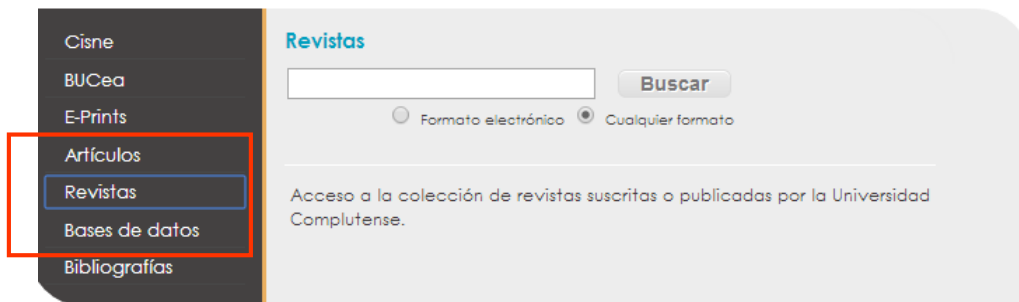 Cisne
BUCea
E-Prints
Artículos
Revistas
Bases de datos
Bibliografías
Revistas
Buscar
Formato electrónico Cualquier formato
Acceso a la colección de revistas suscritas o publicadas por la Universidad
Complutense.